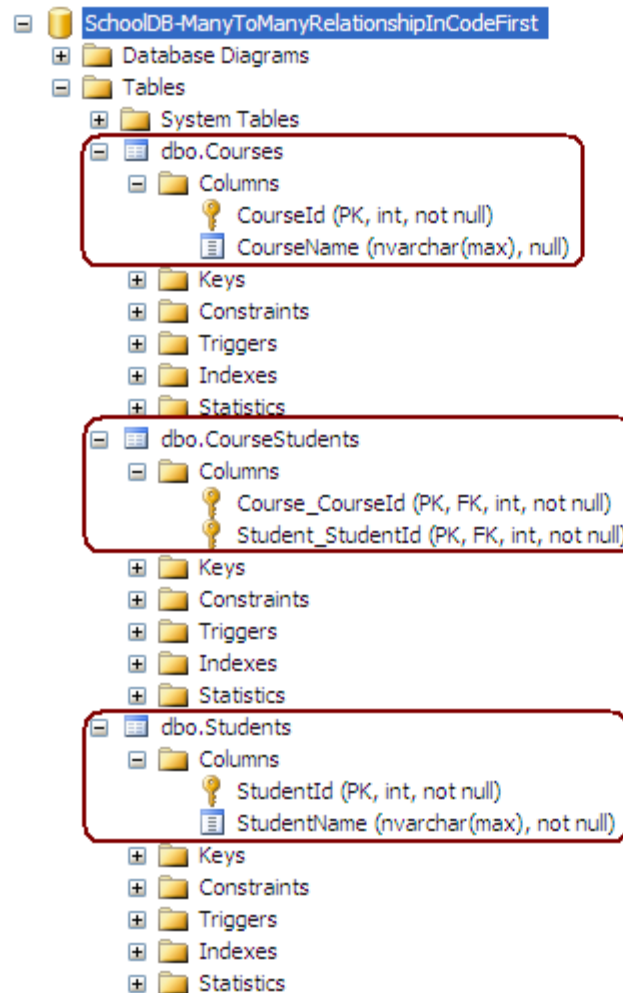 SchoolDB-ManyToManyRelationshipInCodeFirst
Database Diagrams
Tables
System Tables
dbo.Courses
Columns
CourseId (PK, int, not null)
CourseName (nvarchar(max), null)
Keys
Constraints
Triggers
Indexes
Statistics
dbo.CourseStudents
Columns
Course_CourseId (PK, FK, int, not null)
Student_StudentId (PK, FK, int, not null)
Keys
Constraints
Triggers
Indexes
Statistics
dbo.Students
Columns
StudentId (PK, int, not null)
StudentName (nvarchar(max), not null)
Keys
Constraints
Triggers
Indexes
Statistics